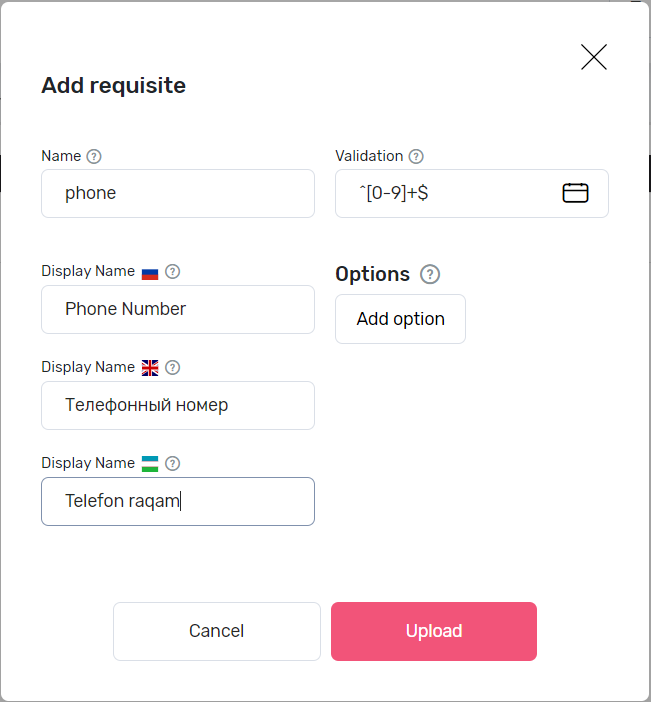 Add requisite
Name ?
Validation ?
phone
^[0-9]+$
Display Name ?
Phone Number
Options ?
Add option
Display Name ?
Телефонный номер
Display Name ?
Telefon raqam
Cancel
Upload